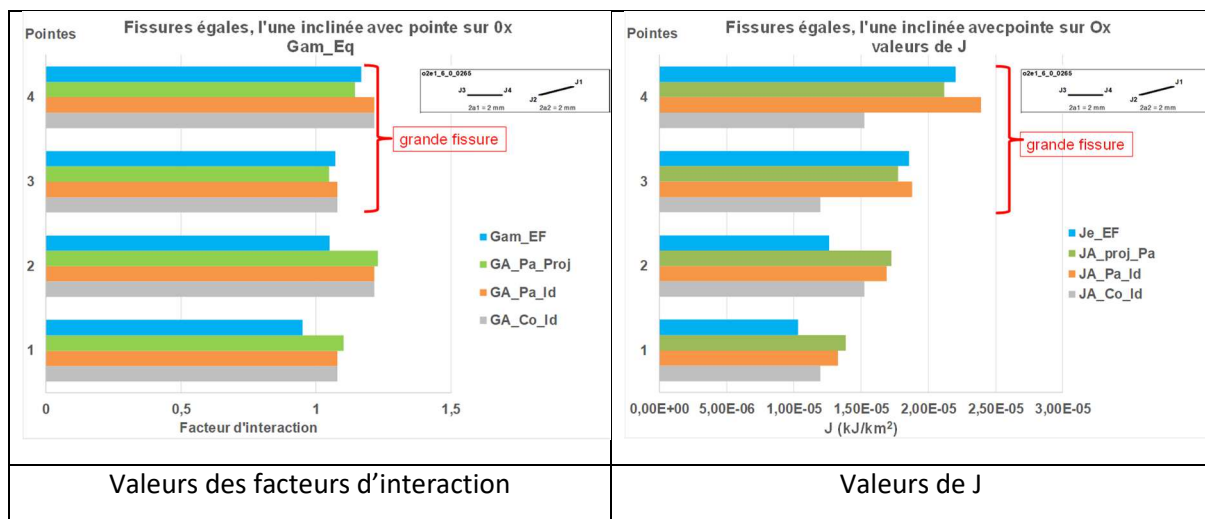 Fissures égales, l'une inclinée avec pointe sur 0x
Gam_Eq
Pointes
4
3
2
1
o2e1_6_0_0265
J3
J4
J2
J1
2a1 = 2 mm
2a2 = 2 mm
grande fissure
Gam_EF
GA_Pa_Proj
GA_Pa_Id
GA_Co_Id
0
0,5
1
1,5
Facteur d'interaction
Fissures égales, l'une inclinée avecpointe sur Ox
valeurs de J
Pointes
4
3
2
1
o2e1_6_0_0265
J3
J4
J2
J1
2a1 = 2 mm
2a2 = 2 mm
grande fissure
Je_EF
JA_proj_Pa
JA_Pa_Id
JA_Co_Id
0,00E+00
5,00E-06
1,00E-05
1,50E-05
2,00E-05
2,50E-05
3,00E-05
J (kJ/km²)
Valeurs des facteurs d'interaction
Valeurs de J